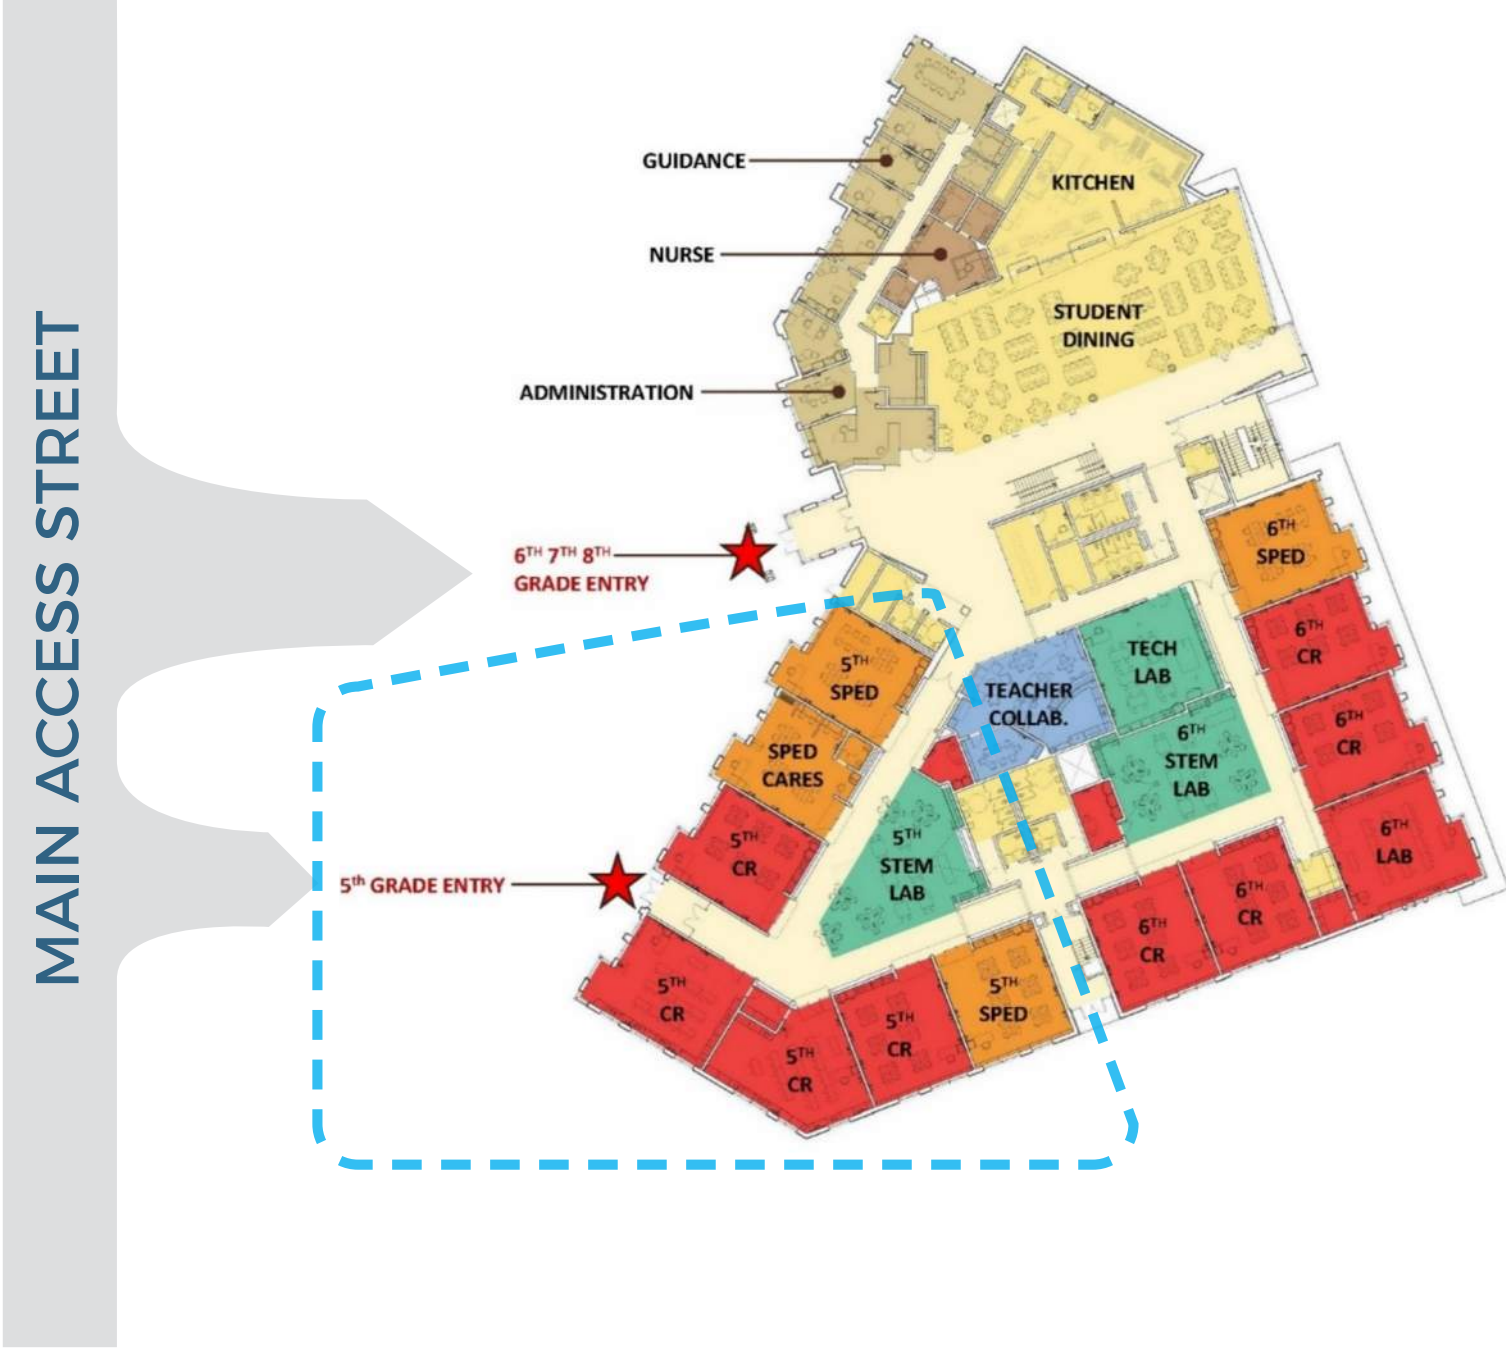 MAIN ACCESS STREET
GUIDANCE
KITCHEN
NURSE
STUDENT
DINING
ADMINISTRATION
6TH 7TH 8TH
GRADE ENTRY
6TH
SPED
6TH
CR
TECH
LAB
5TH
SPED
TEACHER
COLLAB.
6TH
CR
6TH
STEM
LAB
SPED
CARES
5TH
CR
5TH
STEM
LAB
6TH
LAB
5th GRADE ENTRY
6TH
CR
6TH
CR
5TH
CR
5TH
SPED
5TH
CR
5TH
CR